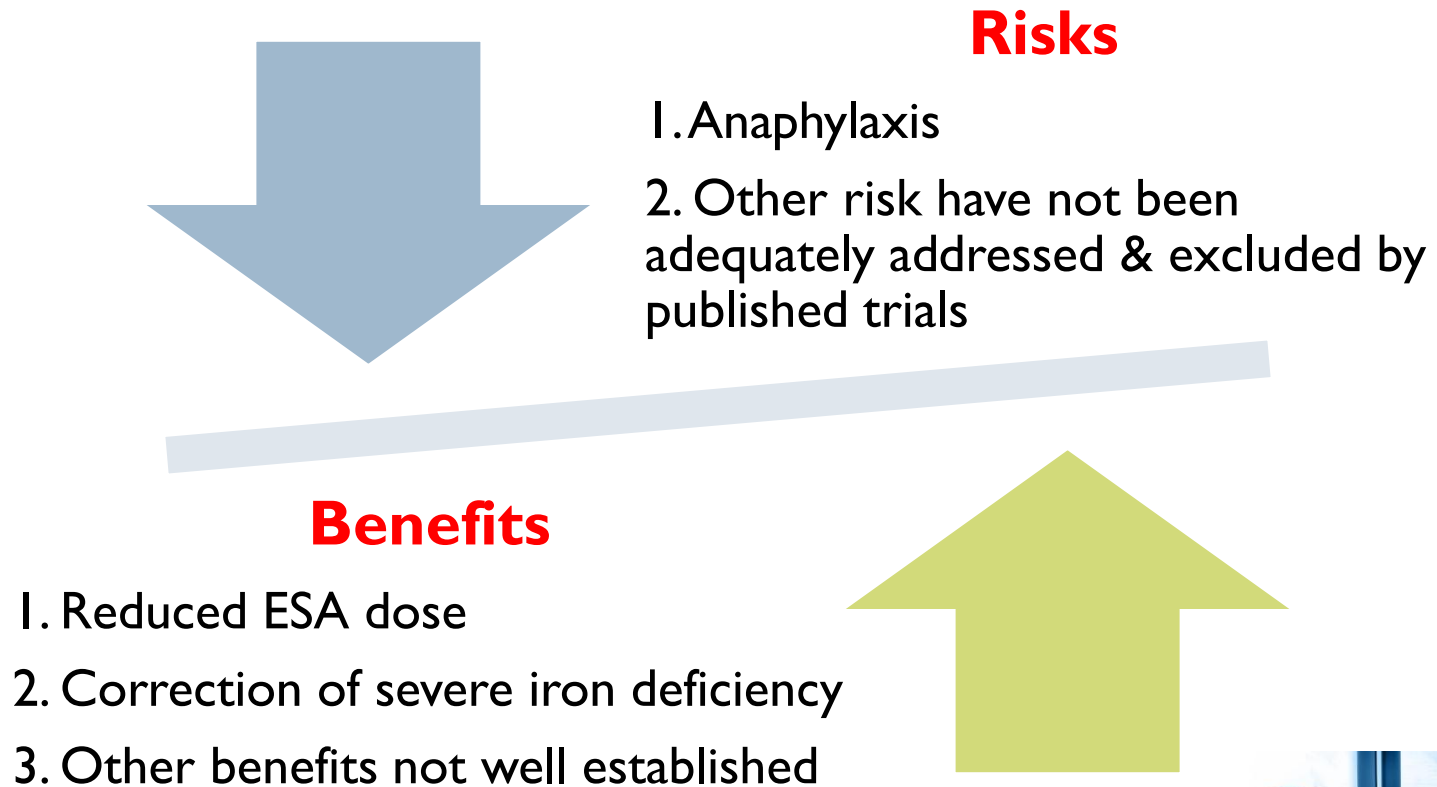 Risks
1. Anaphylaxis
2. Other risk have not been
adequately addressed & excluded by
published trials
Benefits
1. Reduced ESA dose
2. Correction of severe iron deficiency
3. Other benefits not well established